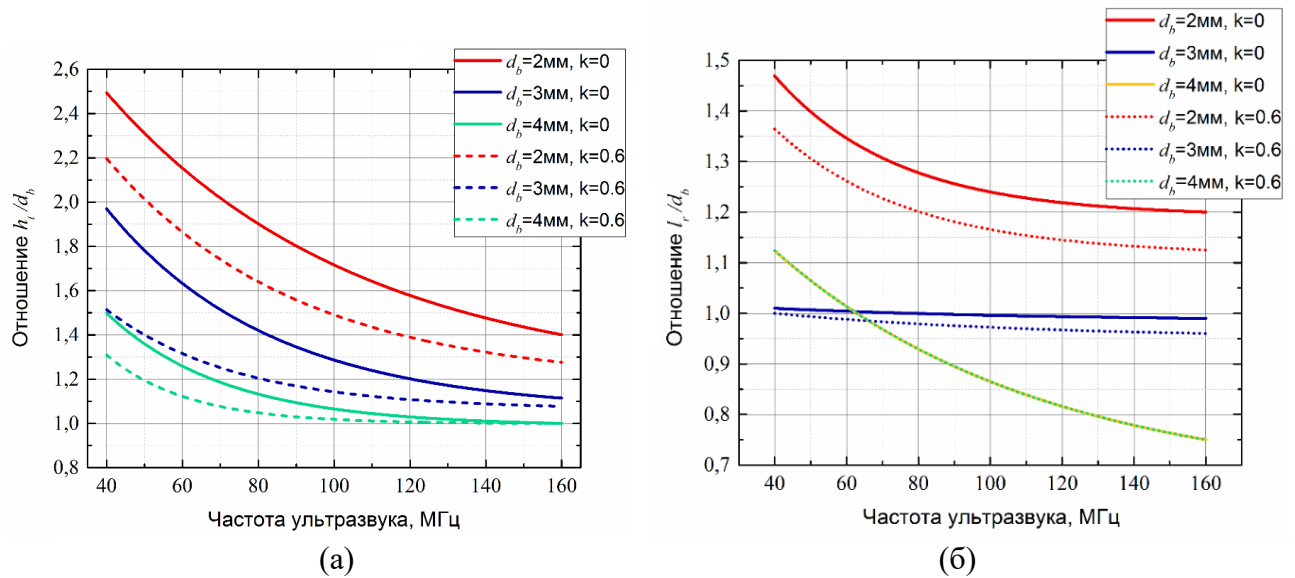 d_b=2мм, k=0
d_b=3мм, k=0
d_b=4мм, k=0
d_b=2мм, k=0.6
d_b=3мм, k=0.6
d_b=4мм, k=0.6
2,6
2,4
2,2
2,0
1,8
1,6
1,4
1,2
1,0
0,8
Отношение h_t/d_b
40 60 80 100 120 140 160
Частота ультразвука, МГц
(а)
d_b=2мм, k=0
d_b=3мм, k=0
d_b=4мм, k=0
d_b=2мм, k=0.6
d_b=3мм, k=0.6
d_b=4мм, k=0.6
1,5
1,4
1,3
1,2
1,1
1,0
0,9
0,8
0,7
Отношение l_r/d_b
40 60 80 100 120 140 160
Частота ультразвука, МГц
(б)